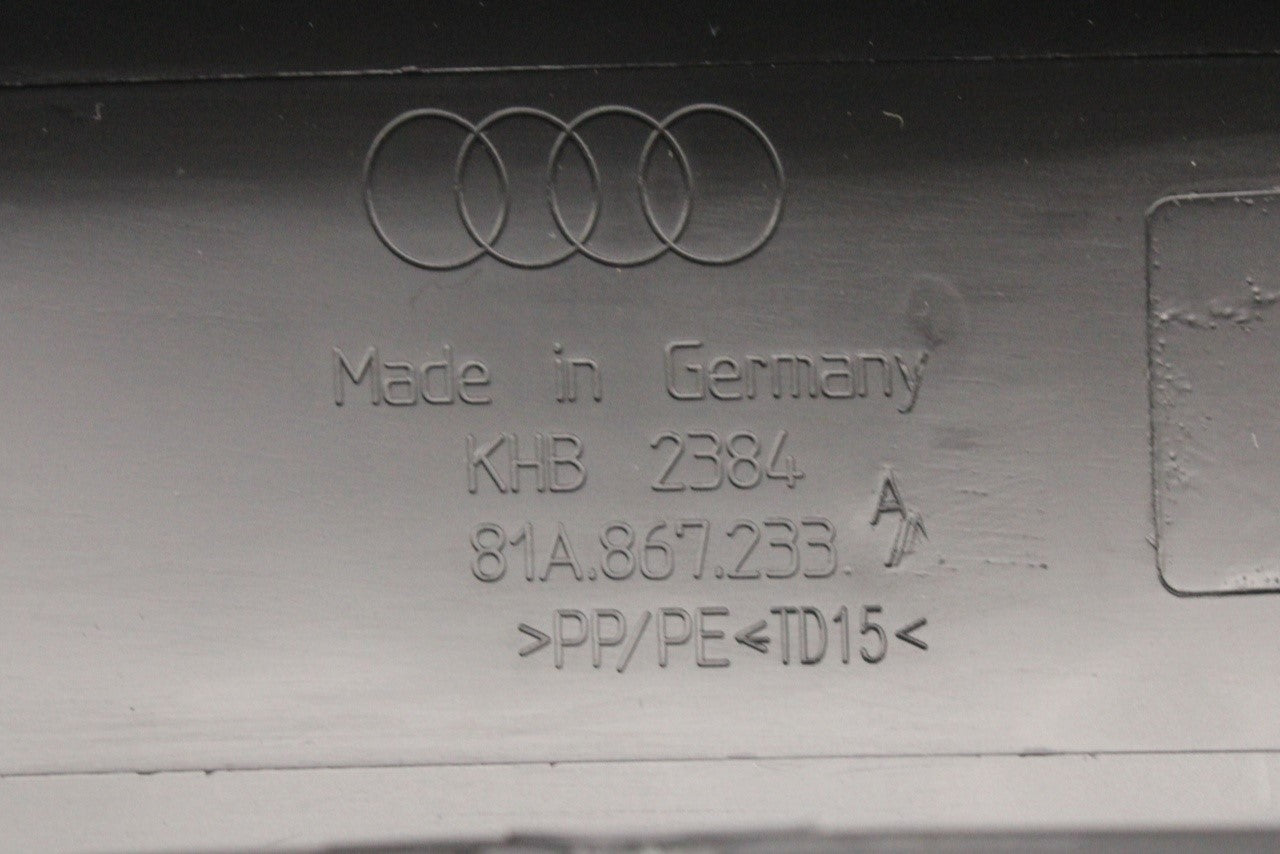 Made in Germany
KHB 2384
81A.867.233. A
>PP/PE<TD15<